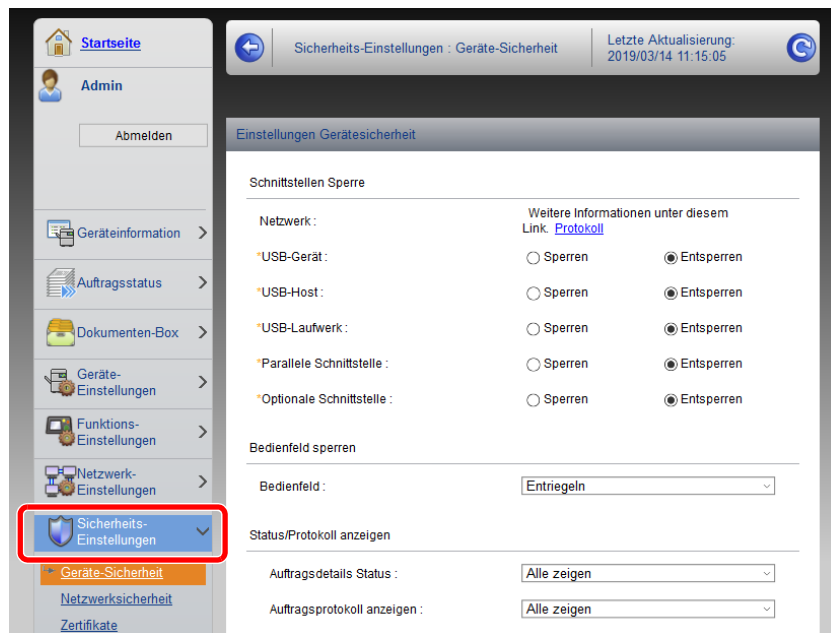 Startseite
Admin
Abmelden
Geräteinformation
Auftragsstatus
Dokumenten-Box
Geräte-
Einstellungen
Funktions-
Einstellungen
Netzwerk-
Einstellungen
Sicherheits-
Einstellungen
Geräte-Sicherheit
Netzwerksicherheit
Zertifikate
Sicherheits-Einstellungen : Geräte-Sicherheit
Letzte Aktualisierung:
2019/03/14 11:15:05
Einstellungen Gerätesicherheit
Schnittstellen Sperre
Netzwerk :
Weitere Informationen unter diesem
Link. Protokoll
*USB-Gerät : Sperren Entsperren
*USB-Host : Sperren Entsperren
*USB-Laufwerk : Sperren Entsperren
*Parallele Schnittstelle : Sperren Entsperren
*Optionale Schnittstelle : Sperren Entsperren
Bedienfeld sperren
Bedienfeld : Entriegeln
Status/Protokoll anzeigen
Auftragsdetails Status : Alle zeigen
Auftragsprotokoll anzeigen : Alle zeigen